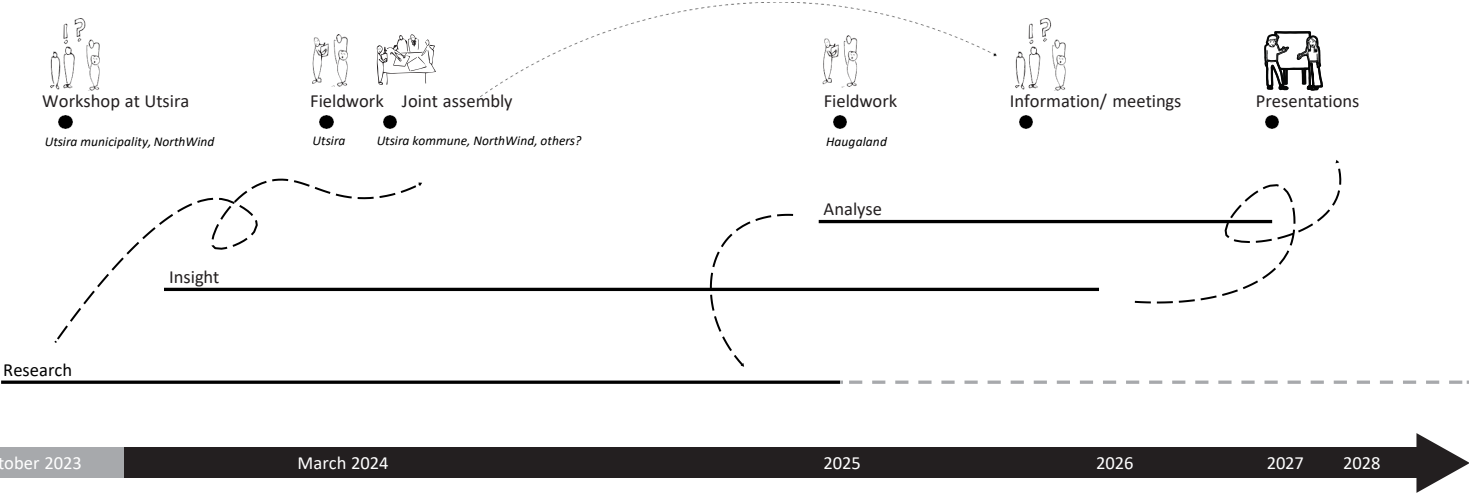 ! ?
! ?
Workshop at Utsira
Utsira municipality, NorthWind
Fieldwork
Utsira
Joint assembly
Utsira kommune, NorthWind, others?
Fieldwork
Haugaland
Information/ meetings
Presentations
Analyse
Insight
Research
tober 2023
March 2024
2025
2026
2027
2028